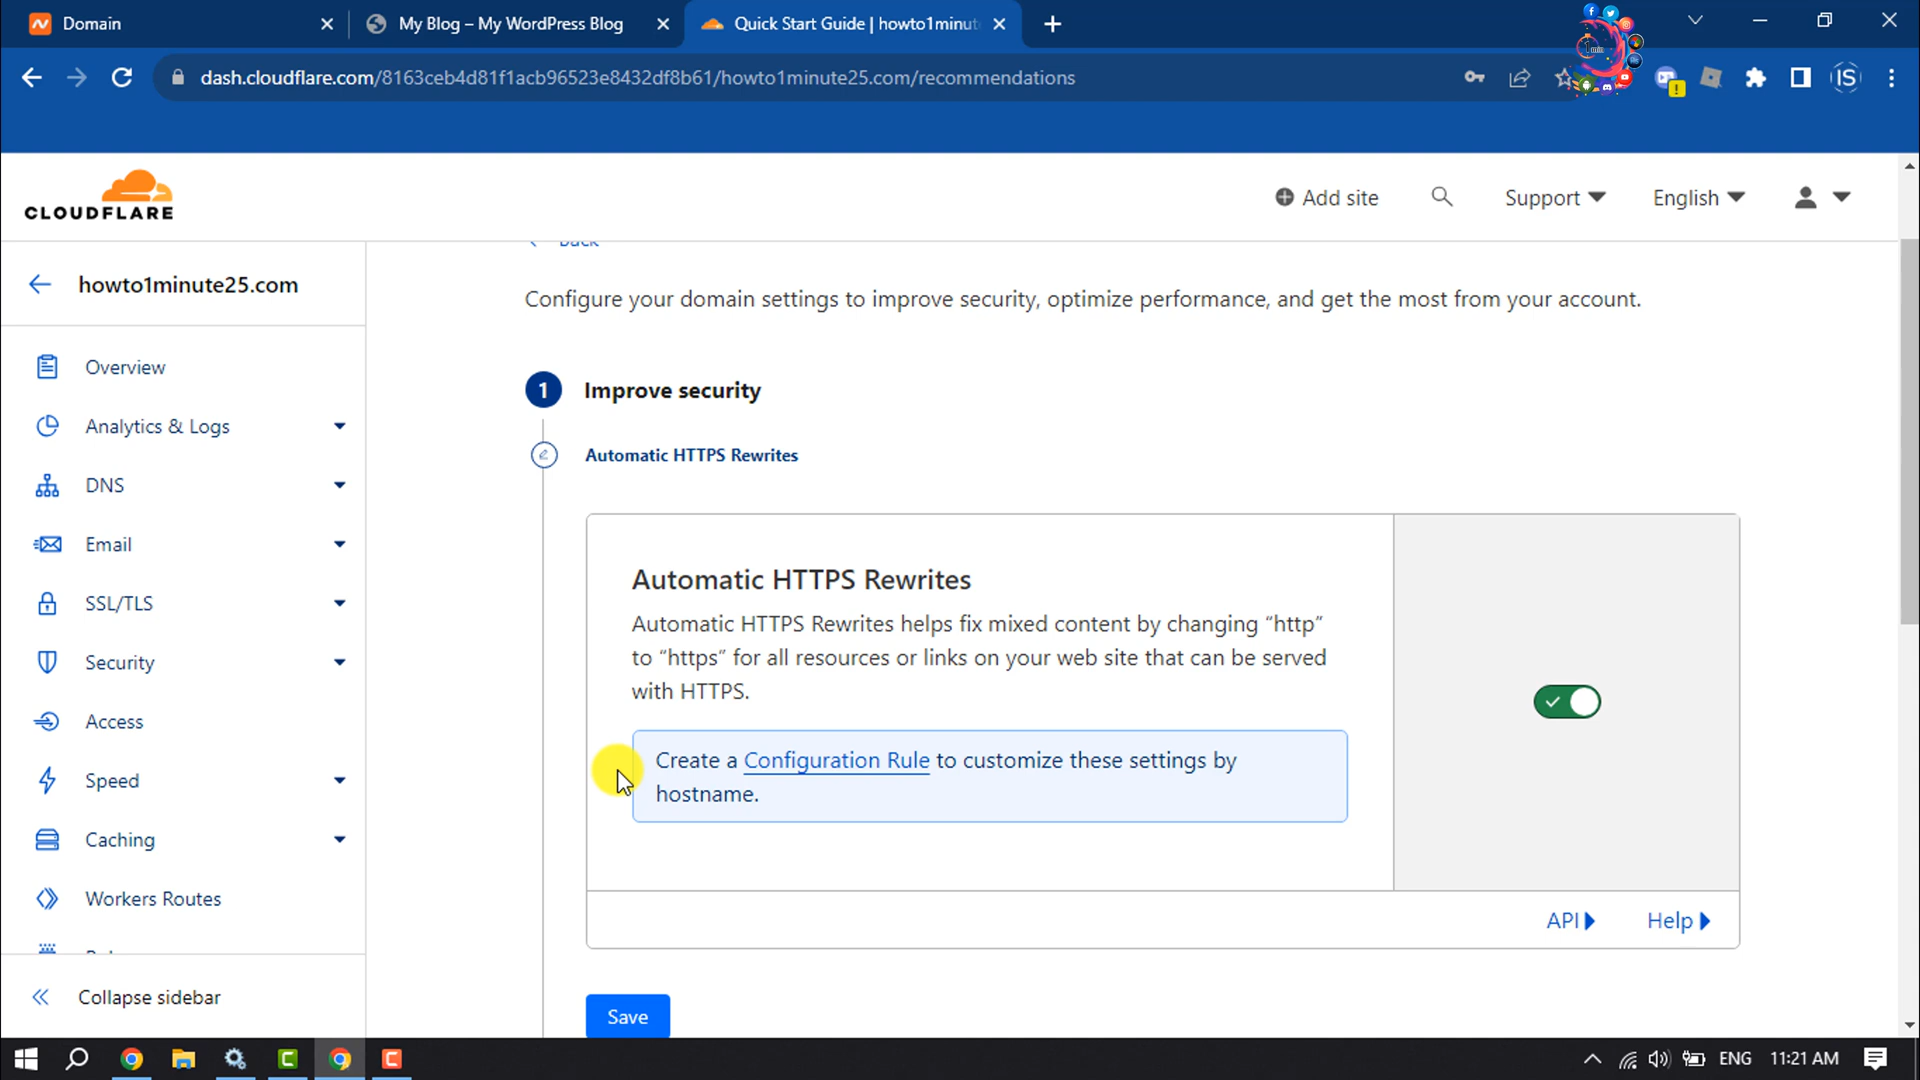 Domain
My Blog – My WordPress Blog
Quick Start Guide | howto1minut
dash.cloudflare.com/8163ceb4d81f1acb96523e8432df8b61/howto1minute25.com/recommendations
IS
1 min
CLOUDFLARE
Add site
Support
English
howto1minute25.com
Back
Configure your domain settings to improve security, optimize performance, and get the most from your account.
Overview
Analytics & Logs
DNS
Email
SSL/TLS
Security
Access
Speed
Caching
Workers Routes
Collapse sidebar
1 Improve security
Automatic HTTPS Rewrites
Automatic HTTPS Rewrites
Automatic HTTPS Rewrites helps fix mixed content by changing “http”
to “https” for all resources or links on your web site that can be served
with HTTPS.
Create a Configuration Rule to customize these settings by
hostname.
API
Help
Save
ENG
11:21 AM